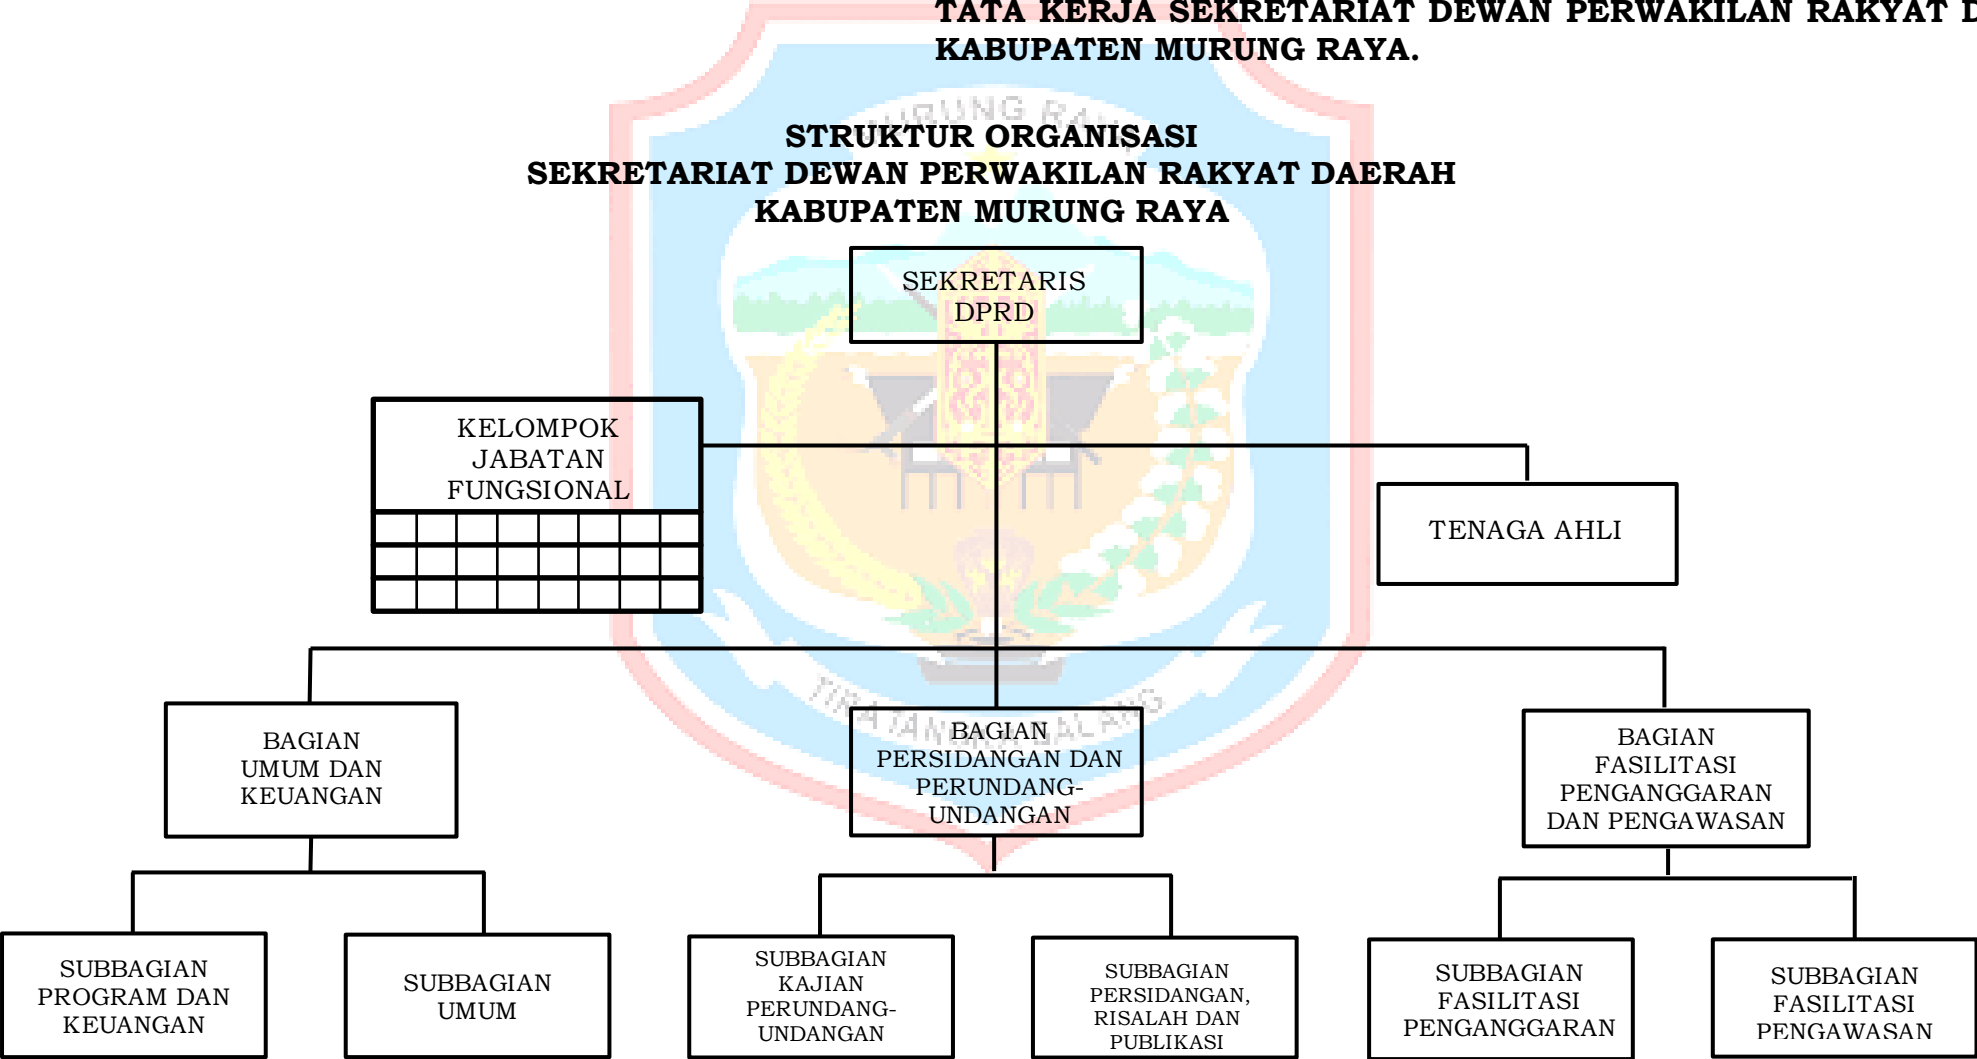 TATA KERJA SEKRETARIAT DEWAN PERWAKILAN RAKYAT
KABUPATEN MURUNG RAYA.
MURUNG RAYA
STRUKTUR ORGANISASI
SEKRETARIAT DEWAN PERWAKILAN RAKYAT DAERAH
KABUPATEN MURUNG RAYA
SEKRETARIS
DPRD
KELOMPOK
JABATAN
FUNGSIONAL
TENAGA AHLI
BAGIAN
UMUM DAN
KEUANGAN
BAGIAN
PERSIDANGAN DAN
PERUNDANG-
UNDANGAN
BAGIAN
FASILITASI
PENGANGGARAN
DAN PENGAWASAN
SUBBAGIAN
PROGRAM DAN
KEUANGAN
SUBBAGIAN
UMUM
SUBBAGIAN
KAJIAN
PERUNDANG-
UNDANGAN
SUBBAGIAN
PERSIDANGAN,
RISALAH DAN
PUBLIKASI
SUBBAGIAN
FASILITASI
PENGANGGARAN
SUBBAGIAN
FASILITASI
PENGAWASAN